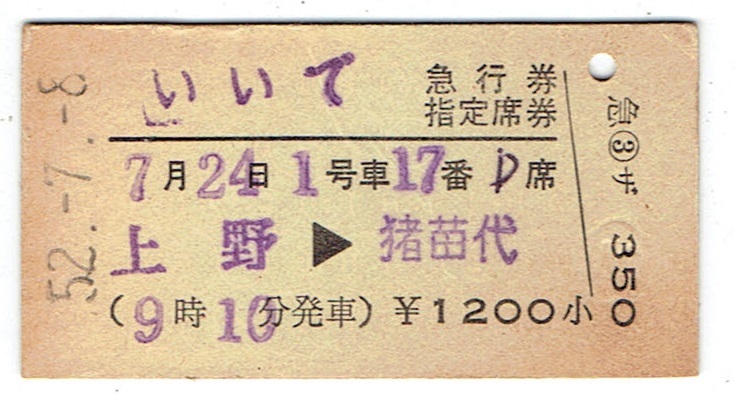 いいで 急行券
指定席券
7月24日 1号車17番D席
上野▶猪苗代
(9時10分発車)¥1200小
急③ザ 350
52.-7.-8